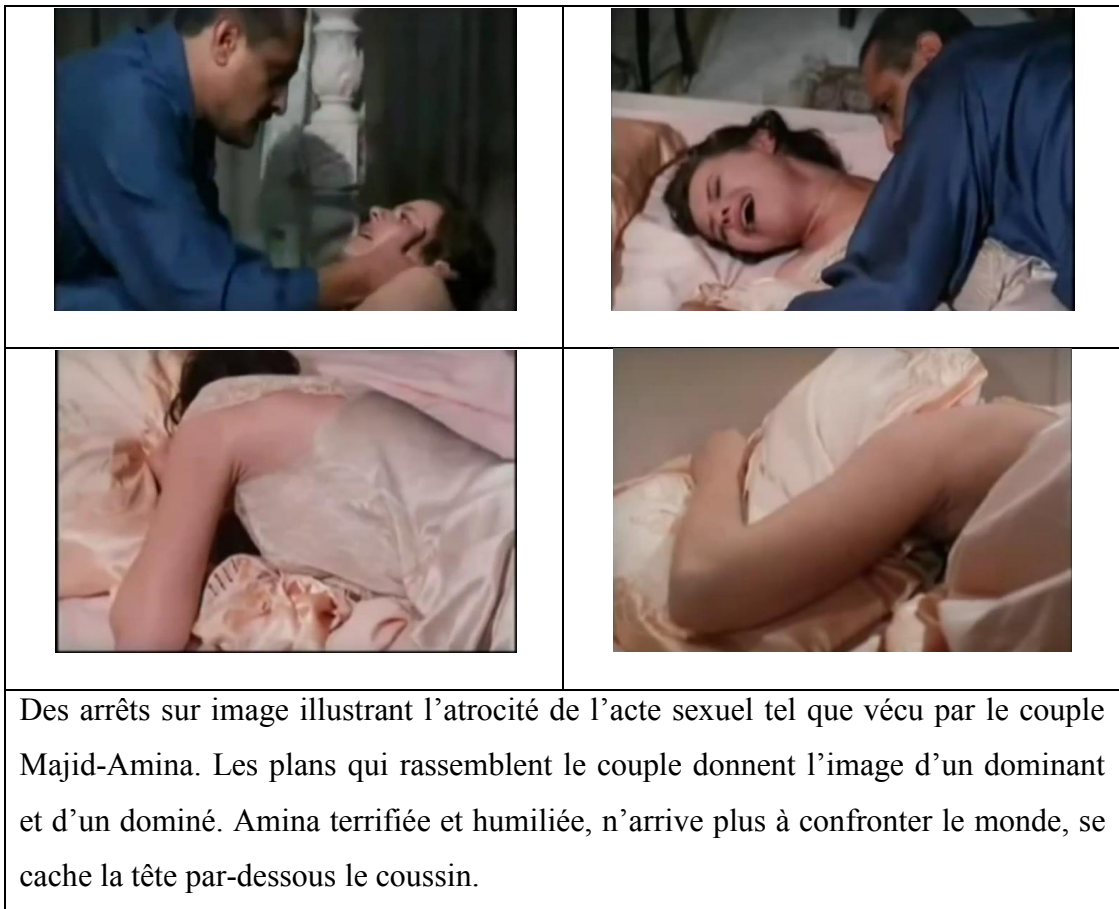 Des arrêts sur image illustrant l’atrocité de l’acte sexuel tel que vécu par le couple
Majid-Amina. Les plans qui rassemblent le couple donnent l’image d’un dominant
et d’un dominé. Amina terrifiée et humiliée, n’arrive plus à confronter le monde, se
cache la tête par-dessous le coussin.